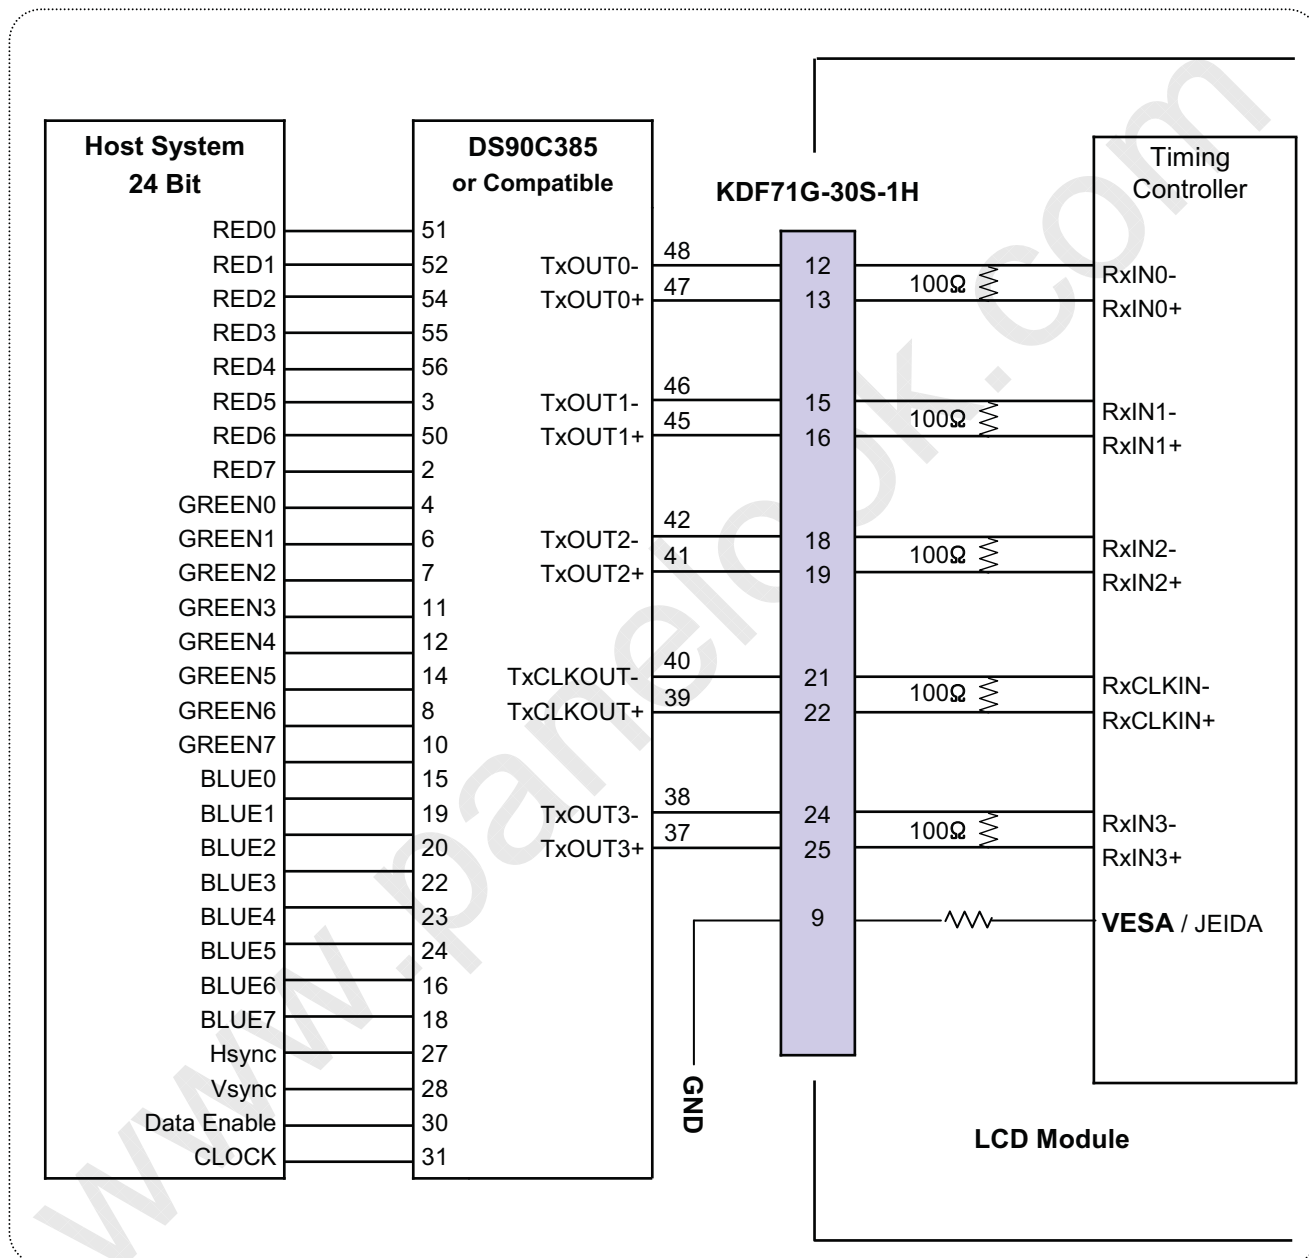 Host System
24 Bit
RED0
RED1
RED2
RED3
RED4
RED5
RED6
RED7
GREEN0
GREEN1
GREEN2
GREEN3
GREEN4
GREEN5
GREEN6
GREEN7
BLUE0
BLUE1
BLUE2
BLUE3
BLUE4
BLUE5
BLUE6
BLUE7
Hsync
Vsync
Data Enable
CLOCK
DS90C385
or Compatible
51
52
54
55
56
3
50
2
4
6
7
11
12
14
8
10
15
19
20
22
23
24
16
18
27
28
30
31
TxOUT0-
TxOUT0+
TxOUT1-
TxOUT1+
TxOUT2-
TxOUT2+
TxCLKOUT-
TxCLKOUT+
TxOUT3-
TxOUT3+
48
47
46
45
42
41
40
39
38
37
GND
KDF71G-30S-1H
12
13
15
16
18
19
21
22
24
25
9
100Ω
100Ω
100Ω
100Ω
100Ω
Timing
Controller
RxIN0-
RxIN0+
RxIN1-
RxIN1+
RxIN2-
RxIN2+
RxCLKIN-
RxCLKIN+
RxIN3-
RxIN3+
VESA / JEIDA
LCD Module
www.panelook.com